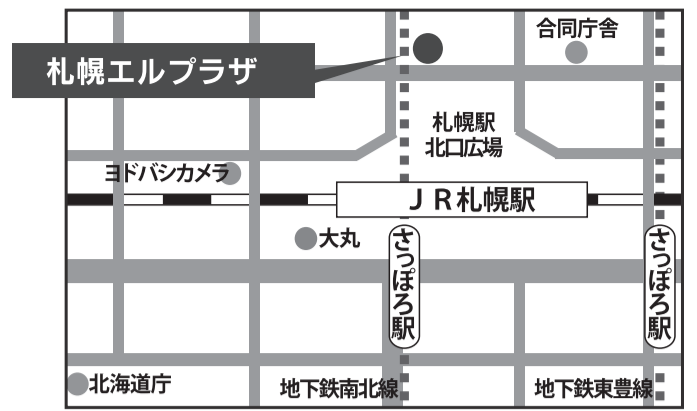 合同庁舎
札幌エルプラザ
札幌駅
北口広場
ヨドバシカメラ
ＪＲ札幌駅
大丸
さっぽろ駅
さっぽろ駅
北海道庁
地下鉄南北線
地下鉄東豊線